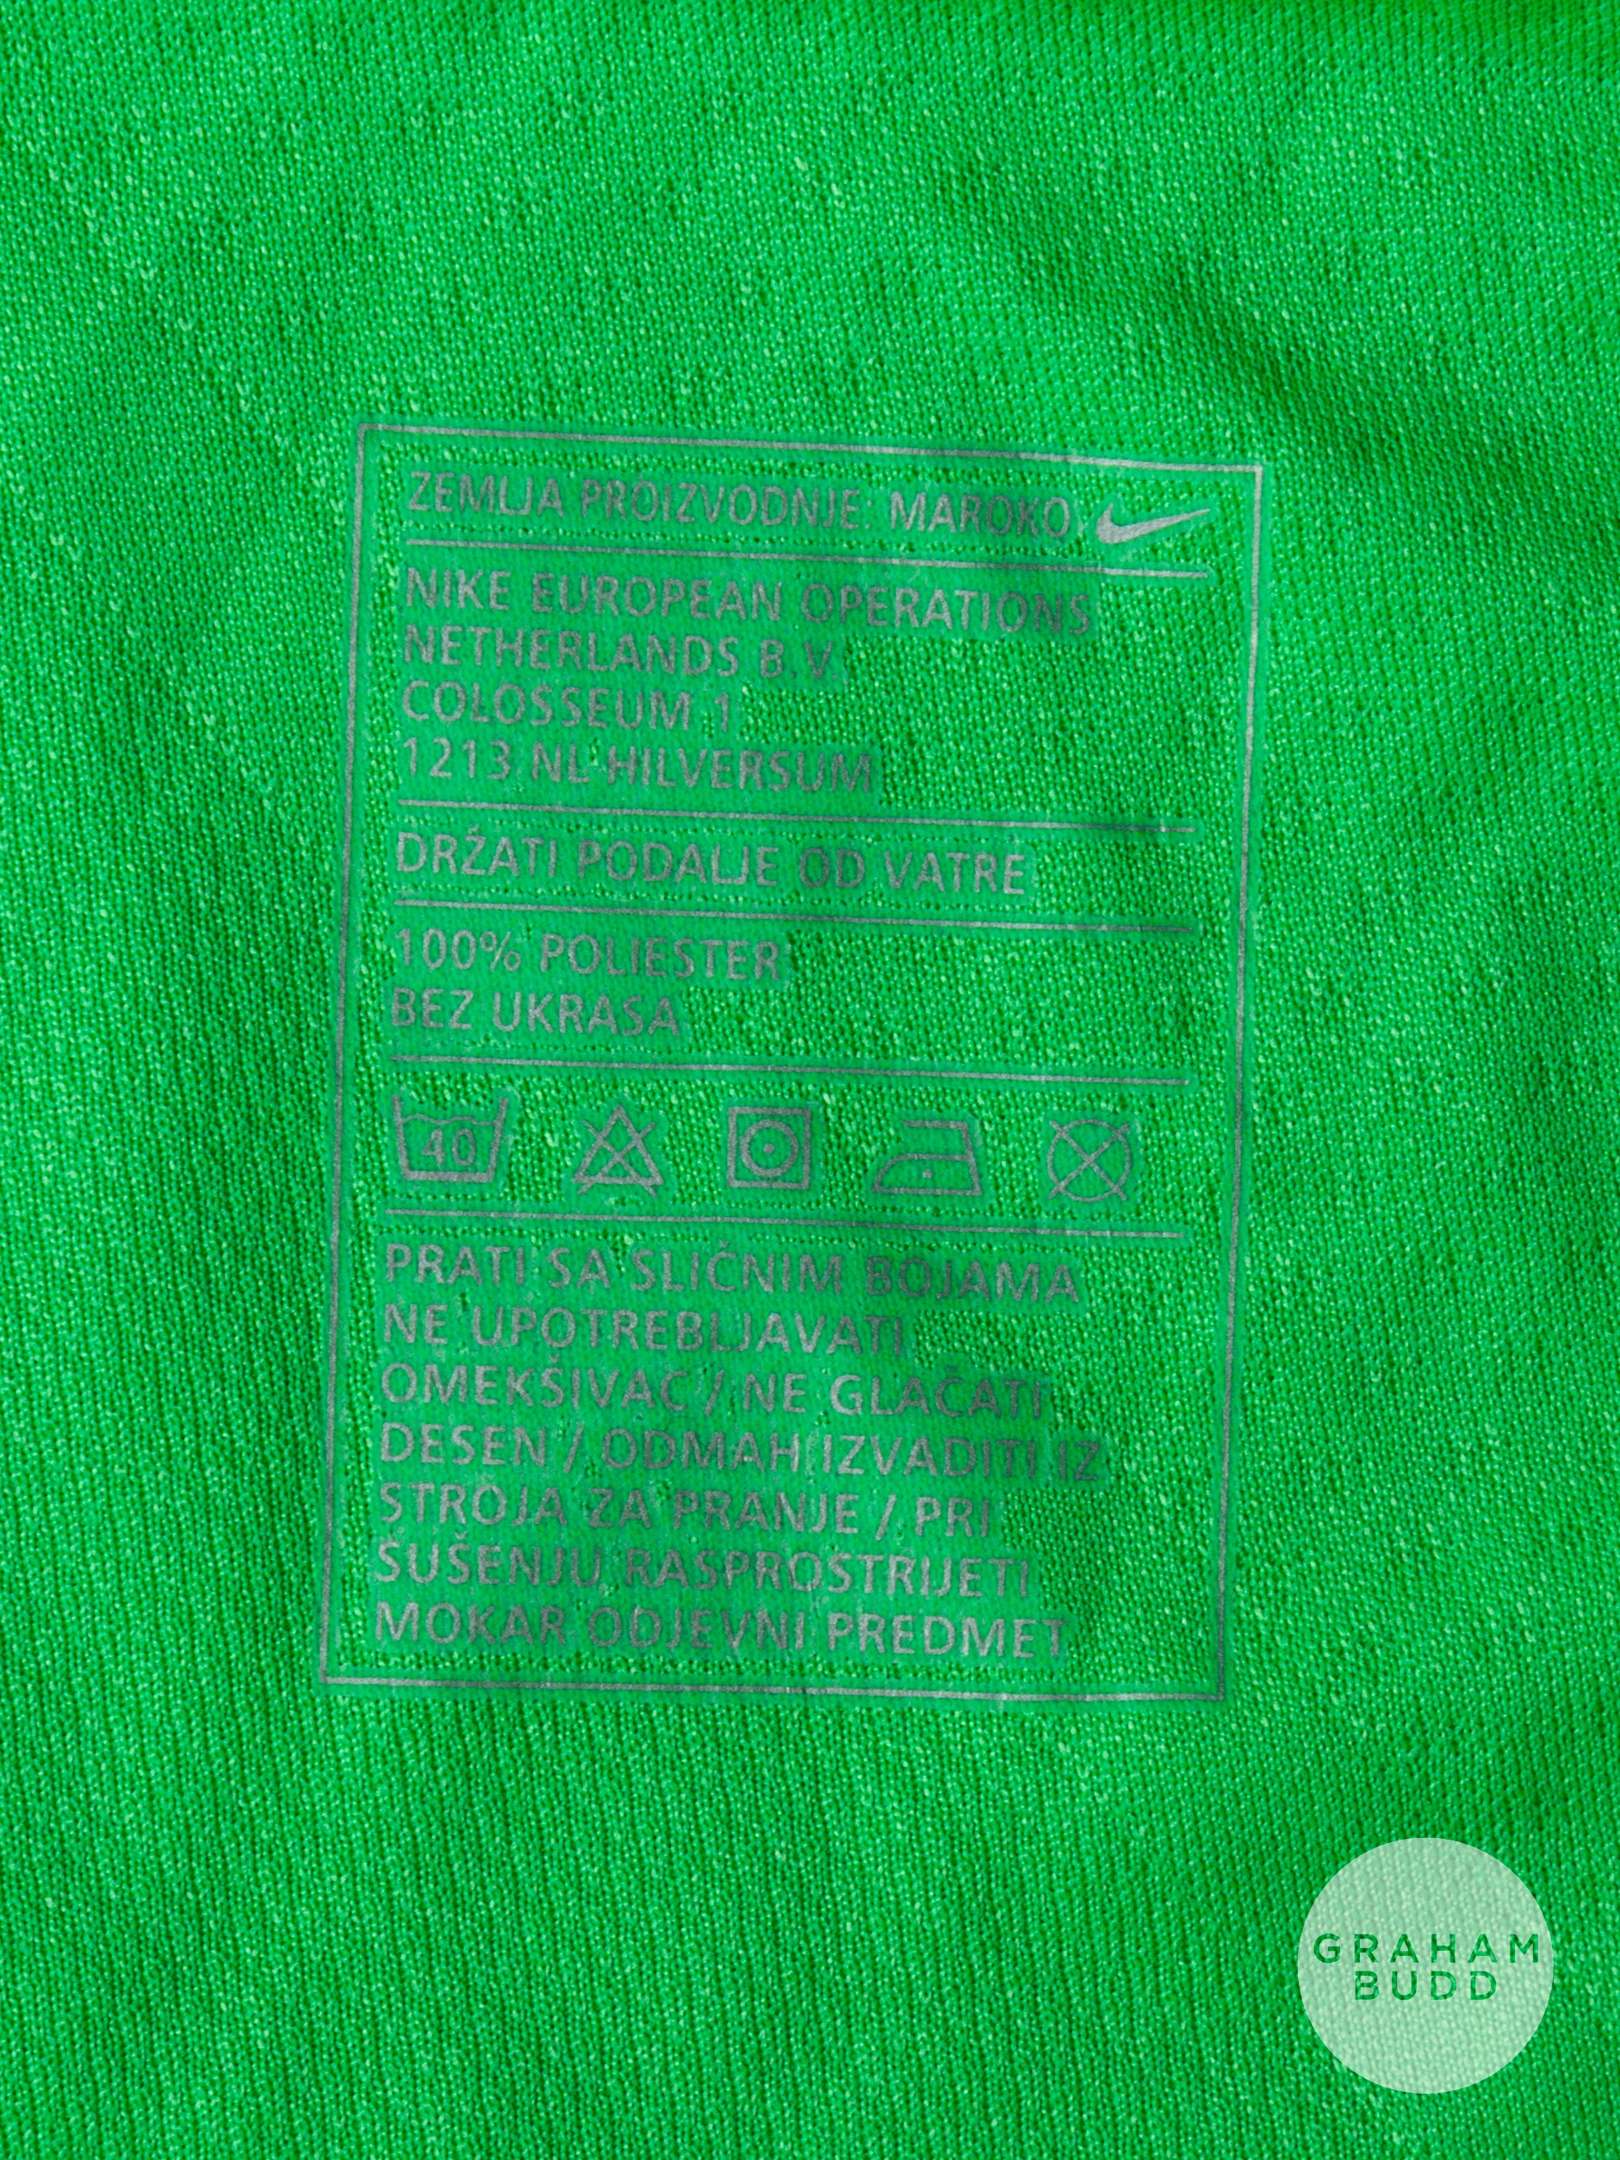 ZEMLJA PROIZVODNJE: MAROKO
NIKE EUROPEAN OPERATIONS
NETHERLANDS B.V.
COLOSSEUM 1
1213 NL-HILVERSUM
DRŽATI PODALJE OD VATRE
100% POLIESTER
BEZ UKRASA
40
PRATI SA SLIČNIM BOJAMA
NE UPOTREBLJAVATI
OMEKŠIVAČ / NE GLAČATI
DESEN / ODMAH IZVADITI IZ
STROJA ZA PRANJE / PRI
SUŠENJU RASPROSTRIJETI
MOKAR ODJEVNI PREDMET
GRAHAM
BUDD